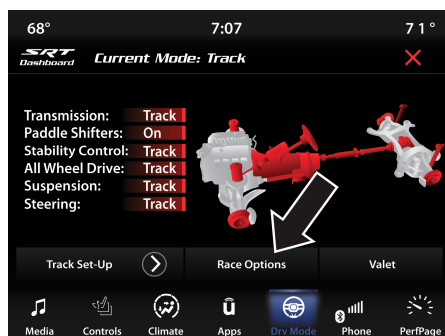 68° 7:07 71°
SRT
Dashboard
Current Mode: Track
Transmission: Track
Paddle Shifters: On
Stability Control: Track
All Wheel Drive: Track
Suspension: Track
Steering: Track
Track Set-Up Race Options Valet
û
Media Controls Climate Apps Drv Mode Phone PerfPage